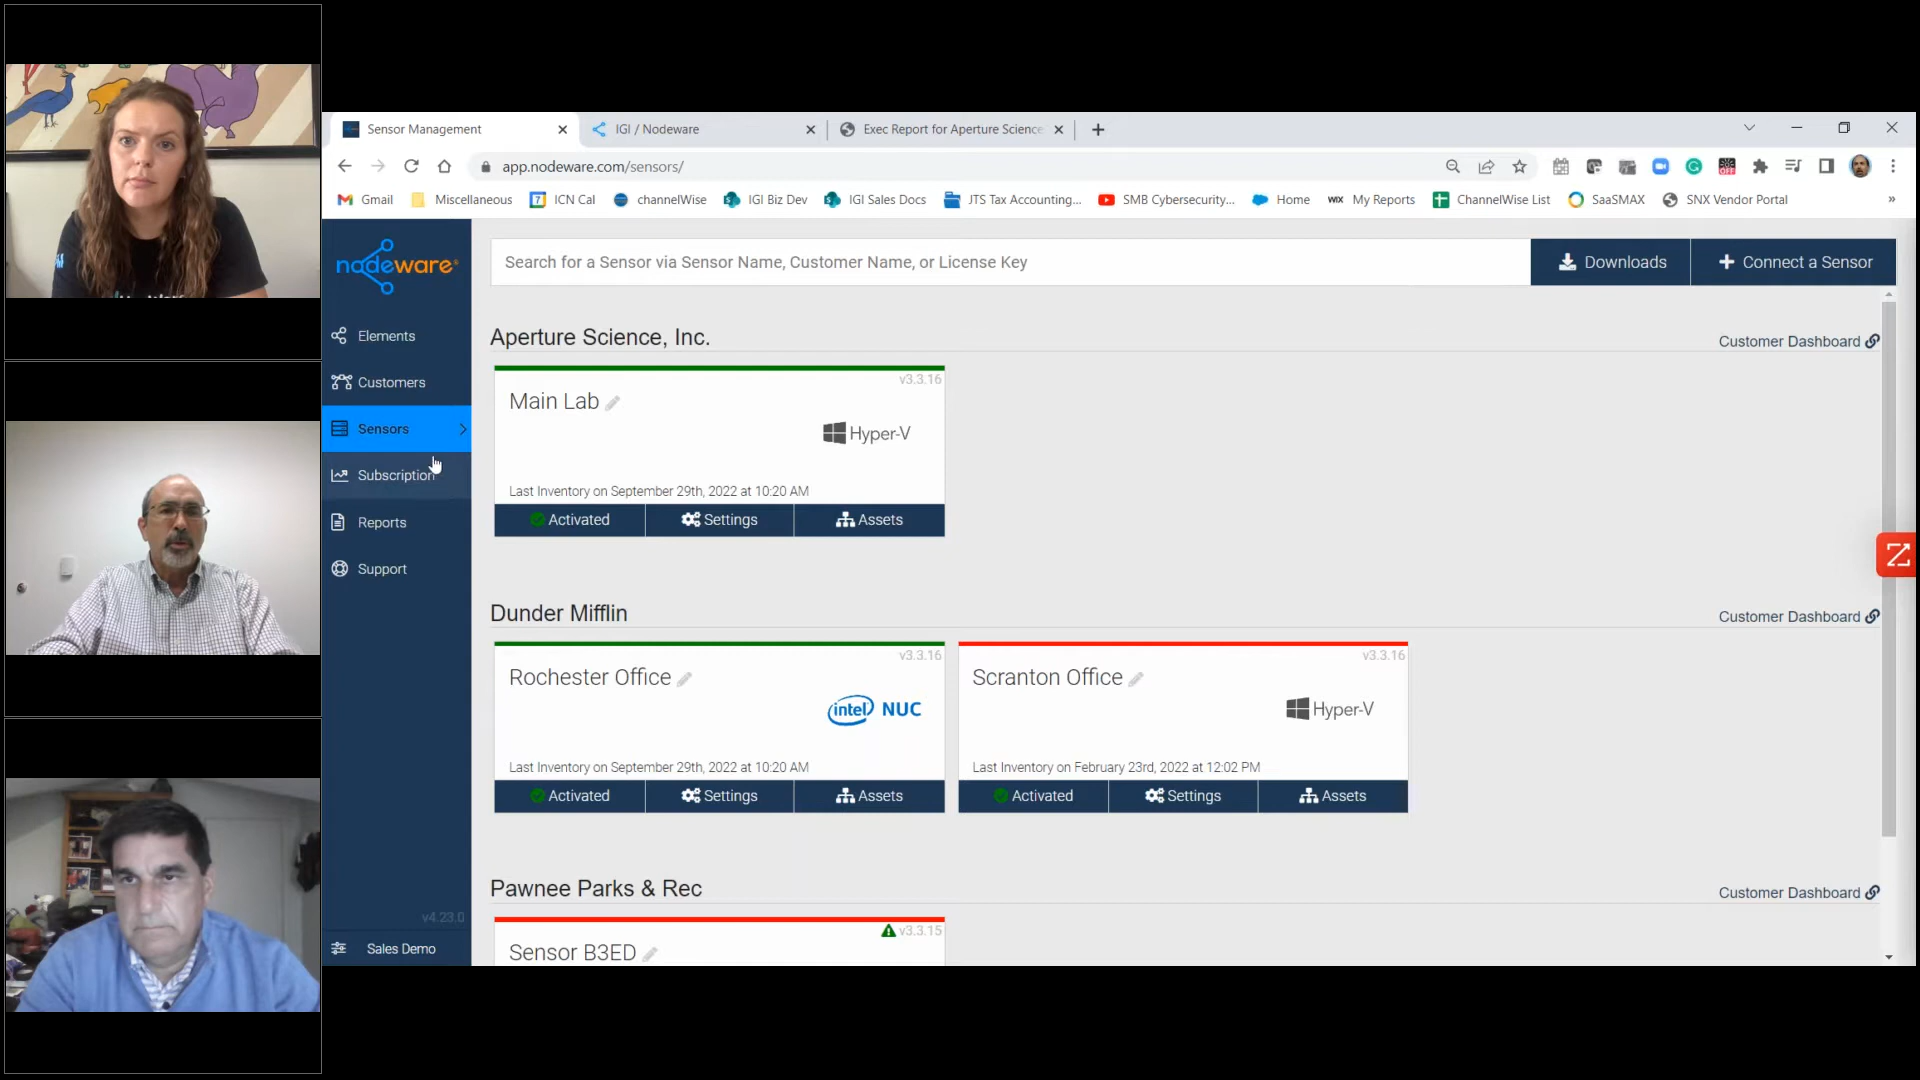 Sensor Management
IGI / Nodeware
Exec Report for Aperture Science
app.nodeware.com/sensors/
Gmail
Miscellaneous
7 ICN Cal
channelWise
IGI Biz Dev
IGI Sales Docs
JTS Tax Accounting...
SMB Cybersecurity...
Home
WIX My Reports
ChannelWise List
SaaSMAX
SNX Vendor Portal
»
nodeware
Search for a Sensor via Sensor Name, Customer Name, or License Key
Downloads
Connect a Sensor
Elements
Customers
Sensors
Subscription
Reports
Support
v4.23.0
Sales Demo
Aperture Science, Inc.
Customer Dashboard
v3.3.16
Main Lab
Hyper-V
Last Inventory on September 29th, 2022 at 10:20 AM
Activated
Settings
Assets
Dunder Mifflin
Customer Dashboard
v3.3.16
Rochester Office
intel NUC
Last Inventory on September 29th, 2022 at 10:20 AM
Activated
Settings
Assets
v3.3.16
Scranton Office
Hyper-V
Last Inventory on February 23rd, 2022 at 12:02 PM
Activated
Settings
Assets
Pawnee Parks & Rec
Customer Dashboard
v3.3.15
Sensor B3ED